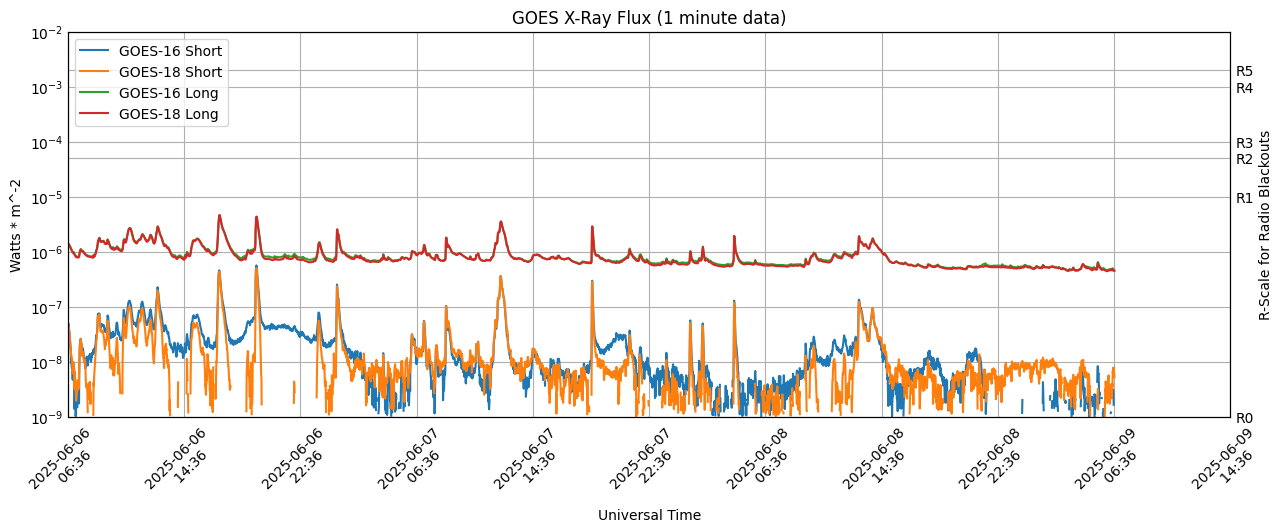 GOES X-Ray Flux (1 minute data)
GOES-16 Short
GOES-18 Short
GOES-16 Long
GOES-18 Long
10^-2
10^-3
10^-4
10^-5
10^-6
10^-7
10^-8
10^-9
Watts * m^-2
R5
R4
R3
R2
R1
R0
R-Scale for Radio Blackouts
2025-06-06
06:36
2025-06-06
14:36
2025-06-06
22:36
2025-06-07
06:36
2025-06-07
14:36
2025-06-07
22:36
2025-06-08
06:36
2025-06-08
14:36
2025-06-08
22:36
2025-06-09
06:36
2025-06-09
14:36
Universal Time